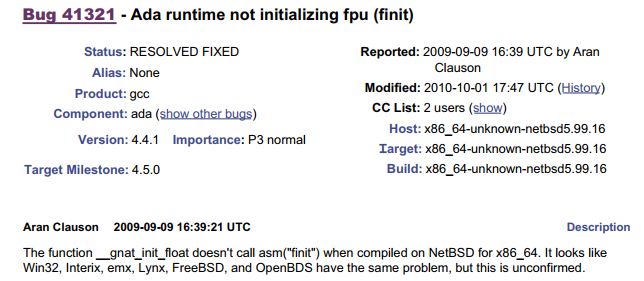 Bug 41321 - Ada runtime not initializing fpu (finit)
Status: RESOLVED FIXED
Alias: None
Product: gcc
Component: ada (show other bugs)
Version: 4.4.1 Importance: P3 normal
Target Milestone: 4.5.0
Reported: 2009-09-09 16:39 UTC by Aran
Clauson
Modified: 2010-10-01 17:47 UTC (History)
CC List: 2 users (show)
Host: x86_64-unknown-netbsd5.99.16
Target: x86_64-unknown-netbsd5.99.16
Build: x86_64-unknown-netbsd5.99.16
Aran Clauson 2009-09-09 16:39:21 UTC Description
The function __gnat_init_float doesn't call asm("finit") when compiled on NetBSD for x86_64. It looks like
Win32, Interix, emx, Lynx, FreeBSD, and OpenBDS have the same problem, but this is unconfirmed.